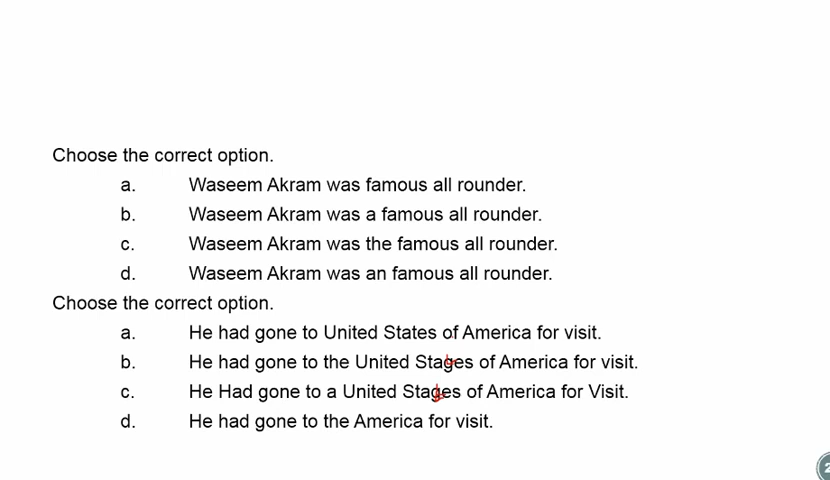 Choose the correct option.
a. Waseem Akram was famous all rounder.
b. Waseem Akram was a famous all rounder.
c. Waseem Akram was the famous all rounder.
d. Waseem Akram was an famous all rounder.
Choose the correct option.
a. He had gone to United States of America for visit.
b. He had gone to the United Stages of America for visit.
c. He Had gone to a United Stages of America for Visit.
d. He had gone to the America for visit.